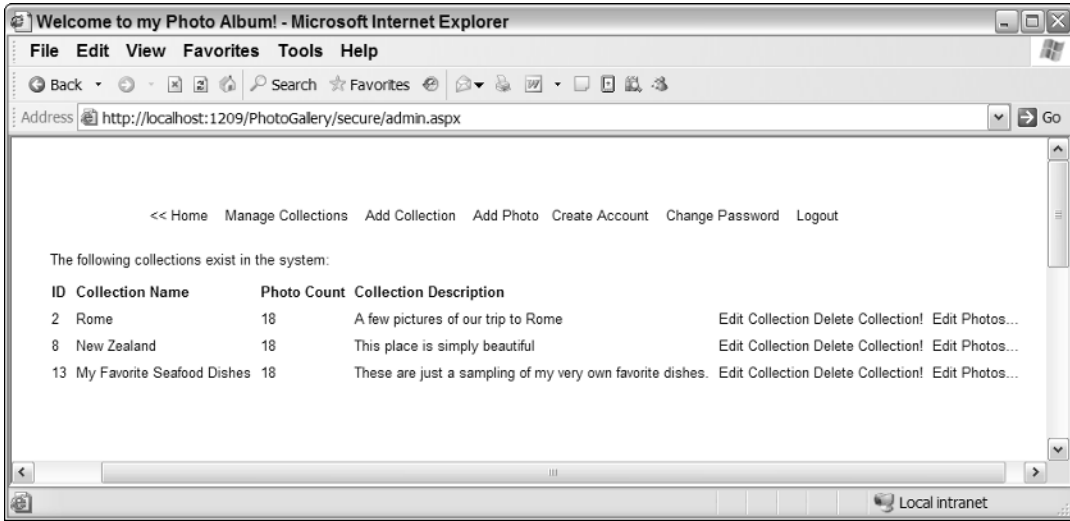 Welcome to my Photo Album! - Microsoft Internet Explorer
File Edit View Favorites Tools Help
Back Search Favorites
Address http://localhost:1209/PhotoGallery/secure/admin.aspx Go
<< Home Manage Collections Add Collection Add Photo Create Account Change Password Logout
The following collections exist in the system:
ID Collection Name Photo Count Collection Description
2 Rome 18 A few pictures of our trip to Rome Edit Collection Delete Collection! Edit Photos...
8 New Zealand 18 This place is simply beautiful Edit Collection Delete Collection! Edit Photos...
13 My Favorite Seafood Dishes 18 These are just a sampling of my very own favorite dishes. Edit Collection Delete Collection! Edit Photos...
Local intranet